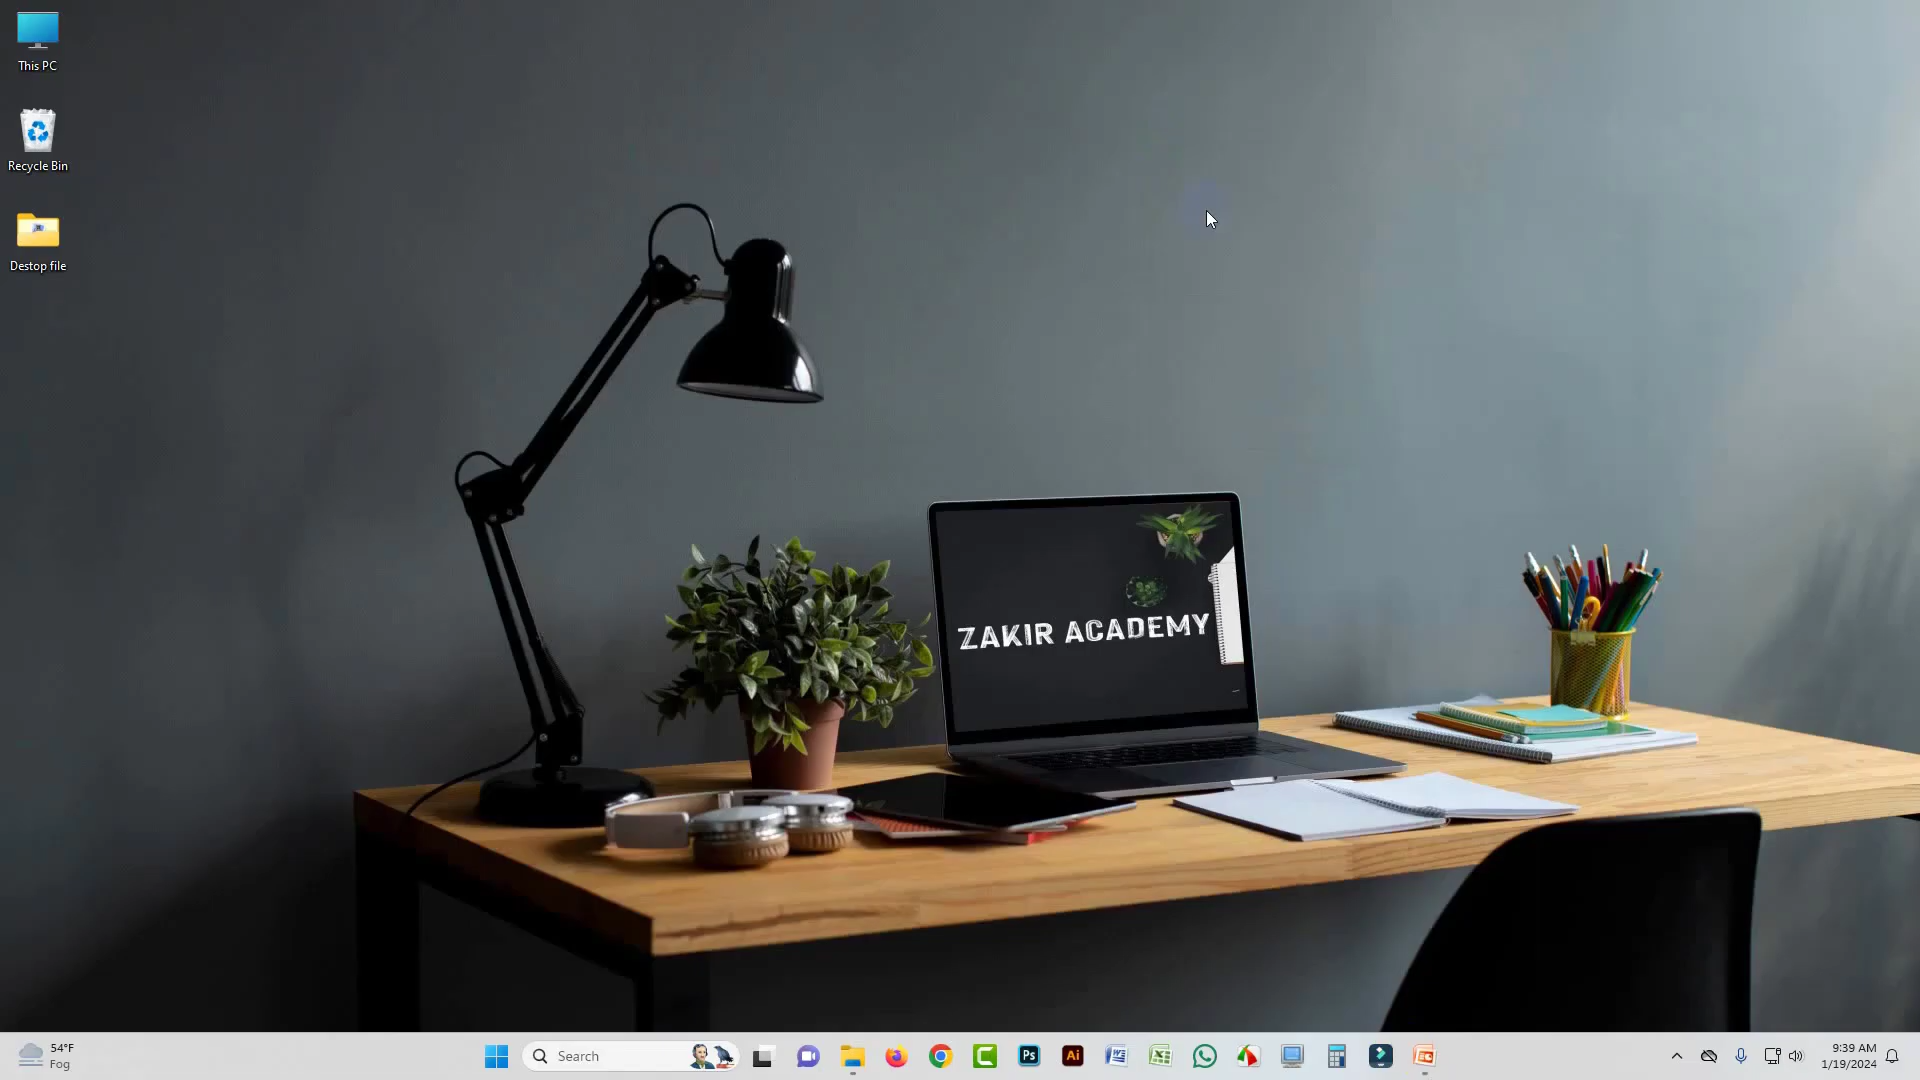 This PC
Recycle Bin
Destop file
ZAKIR ACADEMY
54°F
Fog
Search
Ps
Ai
9:39 AM
1/19/2024